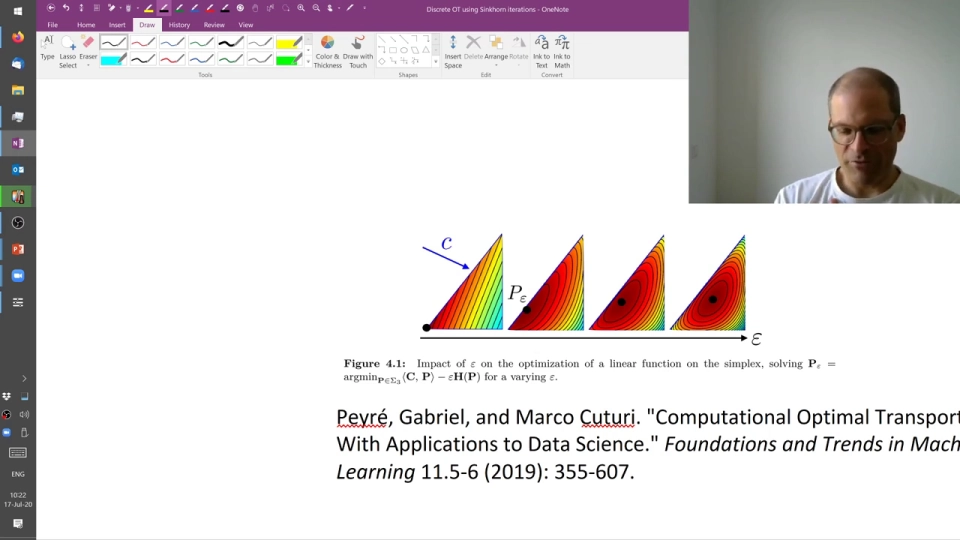 Discrete OT using Sinkhorn iterations - OneNote
File Home Insert Draw History Review View
Type Lasso Select Eraser Color & Thickness Draw with Touch Insert Space Delete Arrange Rotate Ink to Text Ink to Math
Tools Shapes Edit Convert
c
Pε
ε
Figure 4.1: Impact of ε on the optimization of a linear function on the simplex, solving Pε =
argminP∈Σ3⟨C, P⟩ − εH(P) for a varying ε.
Peyré, Gabriel, and Marco Cuturi. "Computational Optimal Transport
With Applications to Data Science." Foundations and Trends in Mach
Learning 11.5-6 (2019): 355-607.
ENG
10:22
17-Jul-20